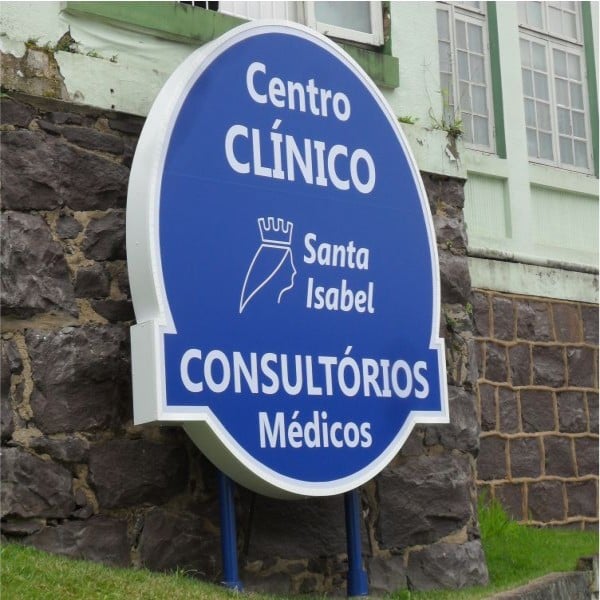 Centro
CLÍNICO
Santa
Isabel
CONSULTÓRIOS
Médicos